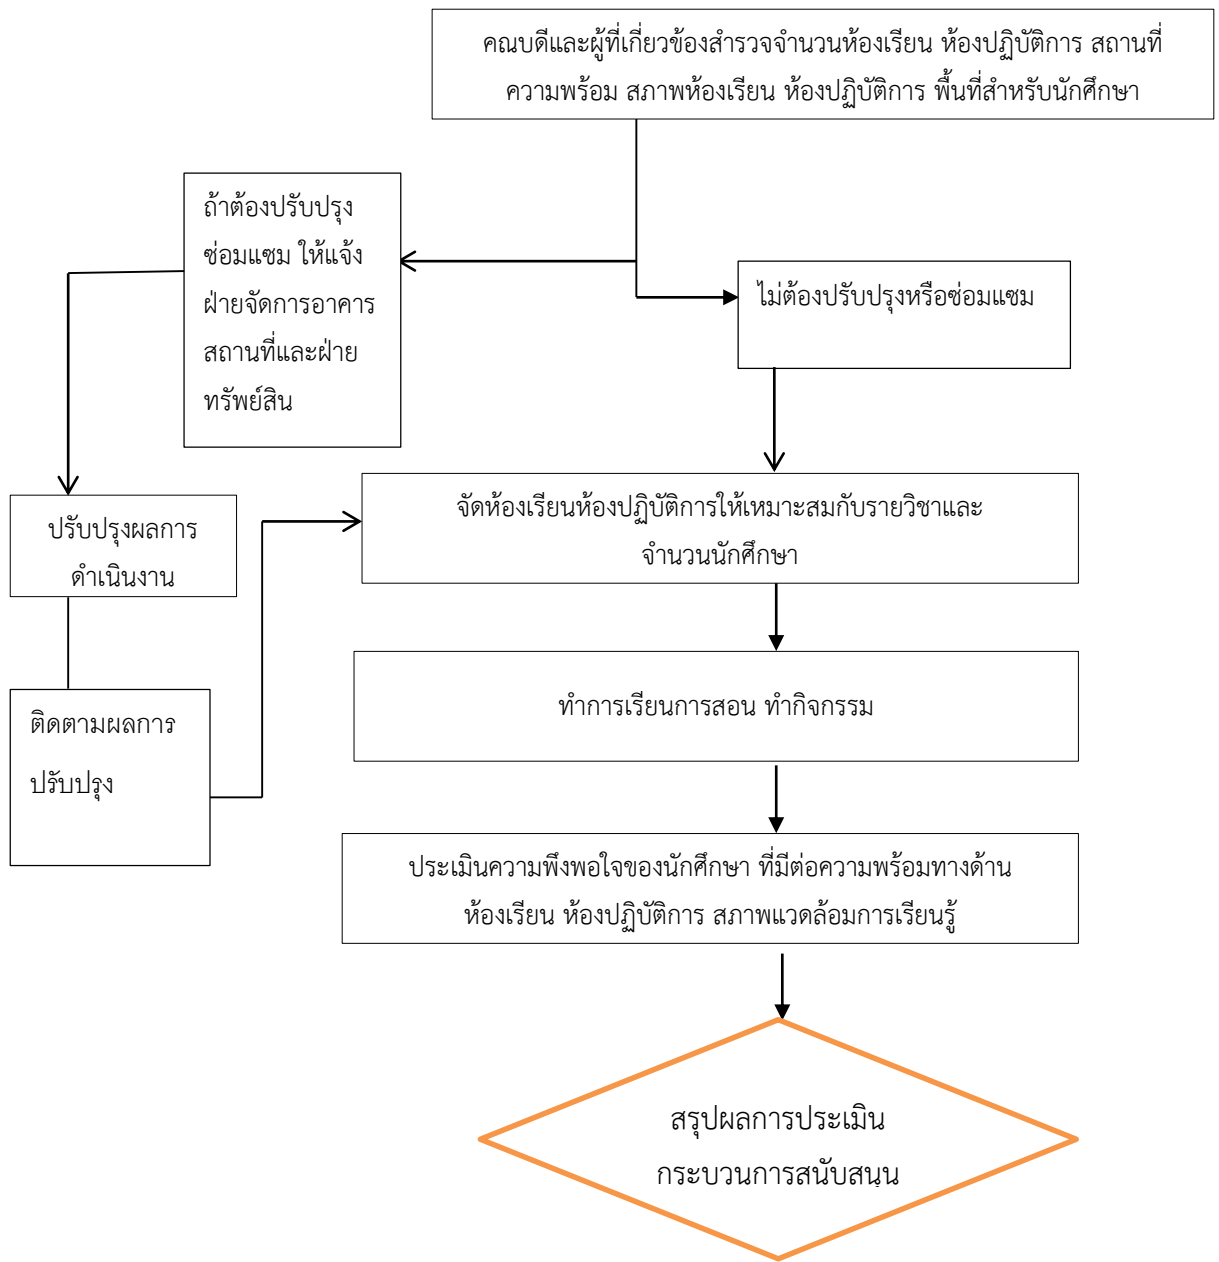 คณบดีและผู้ที่เกี่ยวข้องสำรวจจำนวนห้องเรียน ห้องปฏิบัติการ สถานที่
ความพร้อม สภาพห้องเรียน ห้องปฏิบัติการ พื้นที่สำหรับนักศึกษา
ถ้าต้องปรับปรุง
ซ่อมแซม ให้แจ้ง
ฝ่ายจัดการอาคาร
สถานที่และฝ่าย
ทรัพย์สิน
ไม่ต้องปรับปรุงหรือซ่อมแซม
จัดห้องเรียนห้องปฏิบัติการให้เหมาะสมกับรายวิชาและ
จำนวนนักศึกษา
ปรับปรุงผลการ
ดำเนินงาน
ติดตามผลการ
ปรับปรุง
ทำการเรียนการสอน ทำกิจกรรม
ประเมินความพึงพอใจของนักศึกษา ที่มีต่อความพร้อมทางด้าน
ห้องเรียน ห้องปฏิบัติการ สภาพแวดล้อมการเรียนรู้
สรุปผลการประเมิน
กระบวนการสนับสนุน